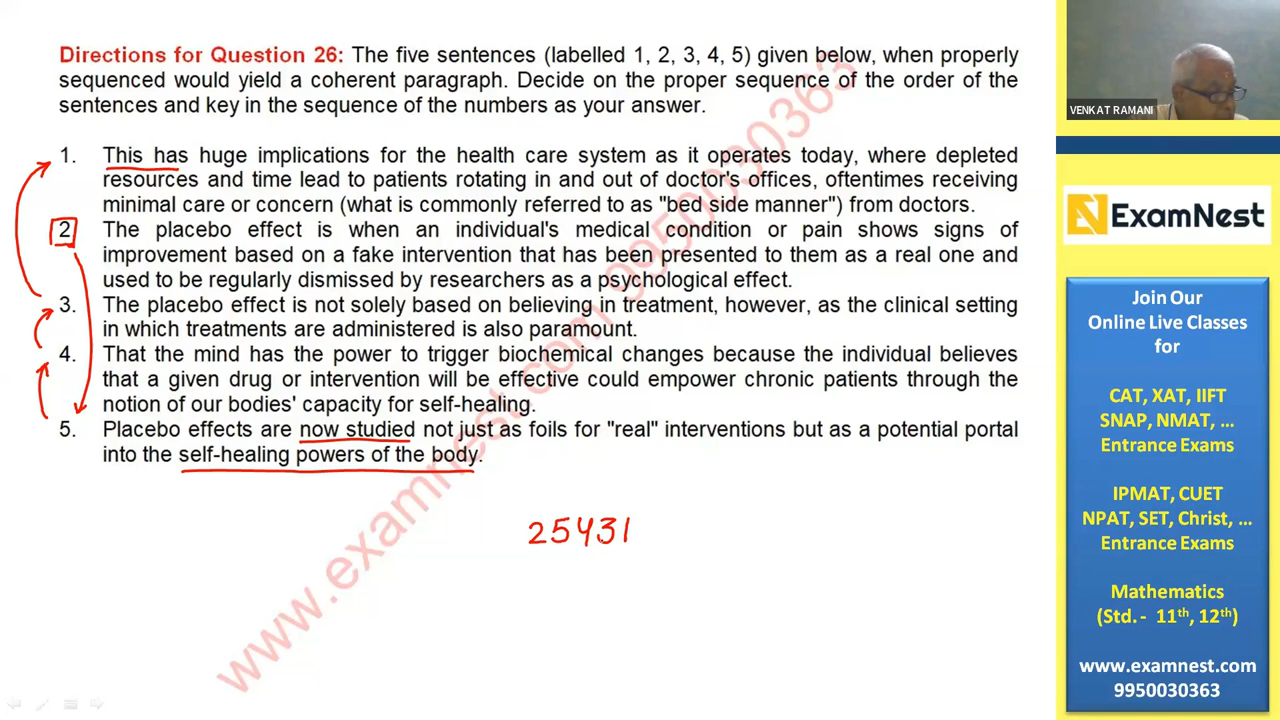 Directions for Question 26: The five sentences (labelled 1, 2, 3, 4, 5) given below, when properly
sequenced would yield a coherent paragraph. Decide on the proper sequence of the order of the
sentences and key in the sequence of the numbers as your answer.
1. This has huge implications for the health care system as it operates today, where depleted
resources and time lead to patients rotating in and out of doctor's offices, oftentimes receiving
minimal care or concern (what is commonly referred to as "bed side manner") from doctors.
2. The placebo effect is when an individual's medical condition or pain shows signs of
improvement based on a fake intervention that has been presented to them as a real one and
used to be regularly dismissed by researchers as a psychological effect.
3. The placebo effect is not solely based on believing in treatment, however, as the clinical setting
in which treatments are administered is also paramount.
4. That the mind has the power to trigger biochemical changes because the individual believes
that a given drug or intervention will be effective could empower chronic patients through the
notion of our bodies' capacity for self-healing.
5. Placebo effects are now studied not just as foils for "real" interventions but as a potential portal
into the self-healing powers of the body.
25431
www.examnest.com 9950030363
VENKAT RAMANI
ExamNest
Join Our
Online Live Classes
for
CAT, XAT, IIFT
SNAP, NMAT, ...
Entrance Exams
IPMAT, CUET
NPAT, SET, Christ, ...
Entrance Exams
Mathematics
(Std. - 11th, 12th)
www.examnest.com
9950030363